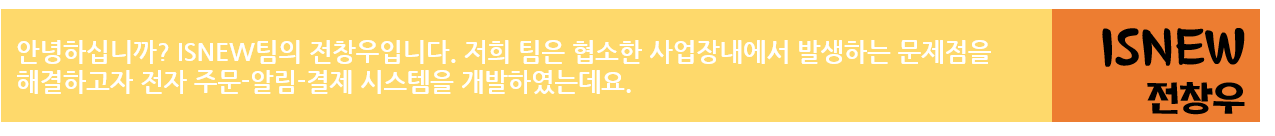 안녕하십니까? ISNEW팀의 전창우입니다. 저희 팀은 협소한 사업장내에서 발생하는 문제점을
해결하고자 전자 주문-알림-결제 시스템을 개발하였는데요.
ISNEW
전창우